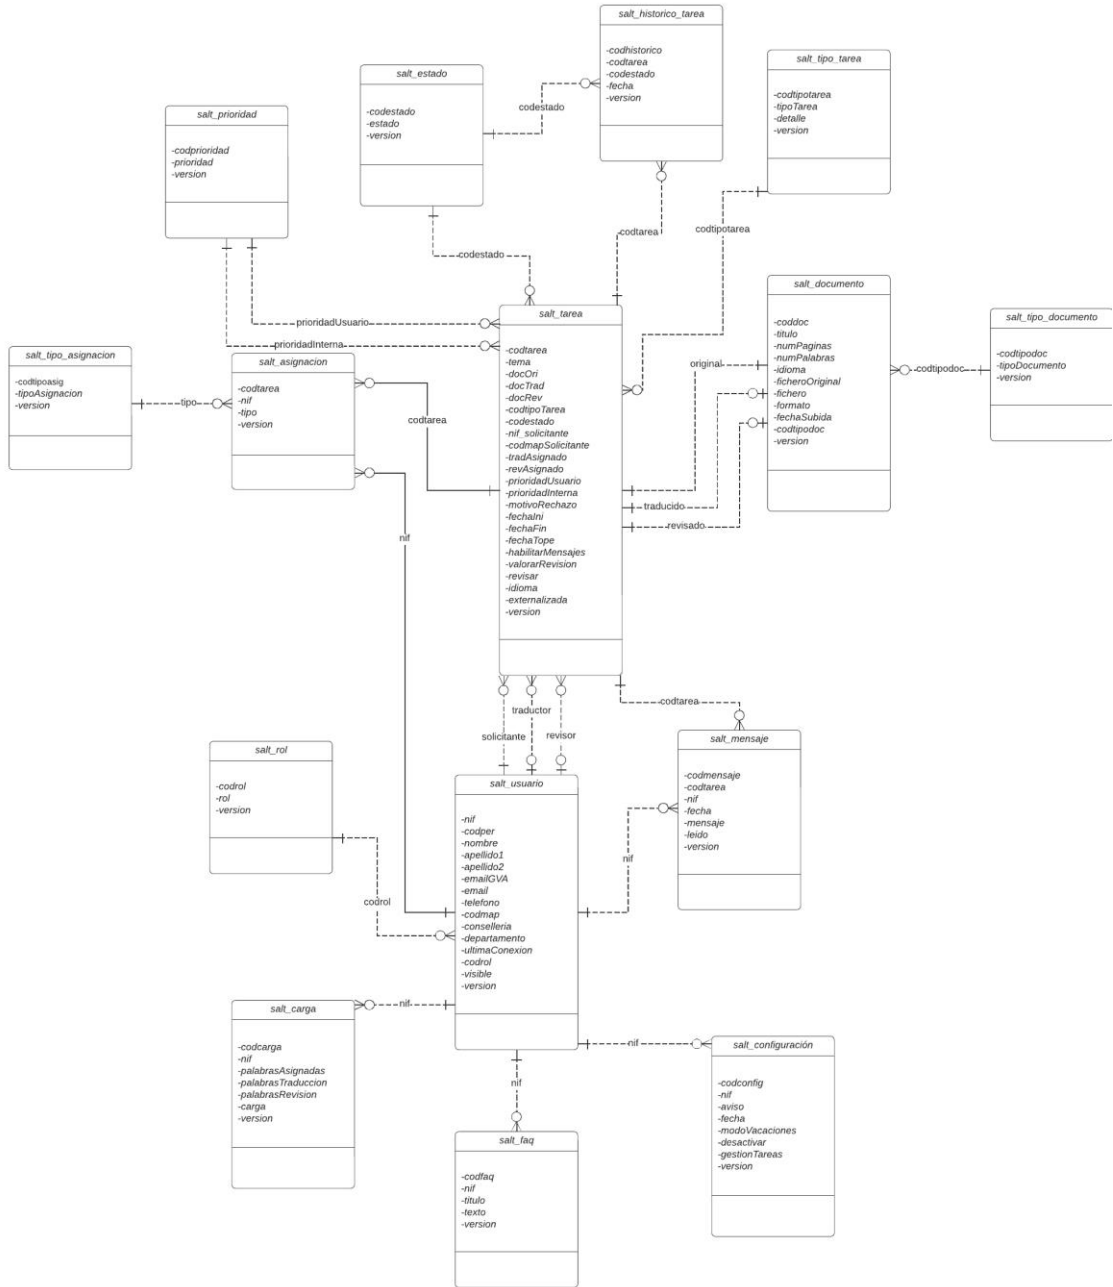 salt_historico_tarea
-codhistorico
-codtarea
-codestado
-fecha
-version
salt_tipo_tarea
-codtipotarea
-tipoTarea
-detalle
-version
salt_estado
-codestado
-estado
-version
codestado
salt_prioridad
-codprioridad
-prioridad
-version
codtarea
codtipotarea
codestado
salt_documento
-coddoc
-titulo
-numPaginas
-numPalabras
-idioma
-ficheroOriginal
-fichero
-formato
-fechaSubida
-codtipodoc
-version
salt_tipo_documento
-codtipodoc
-tipoDocumento
-version
codtipodoc
salt_tarea
-codtarea
-tema
-docOri
-docTrad
-docRev
-codtipoTarea
-codestado
-nif_solicitante
-codmapSolicitante
-tradAsignado
-revAsignado
-prioridadUsuario
-prioridadInterna
-motivoRechazo
-fechaIni
-fechaFin
-fechaTope
-habilitarMensajes
-valorarRevision
-revisar
-idioma
-externalizada
-version
prioridadUsuario
prioridadInterna
salt_tipo_asignacion
-codtipoasig
-tipoAsignacion
-version
tipo
salt_asignacion
-codtarea
-nif
-tipo
-version
codtarea
original
traducido
revisado
nif
solicitante
traductor
revisor
codtarea
salt_mensaje
-codmensaje
-codtarea
-nif
-fecha
-mensaje
-leido
-version
nif
salt_rol
-codrol
-rol
-version
codrol
salt_usuario
-nif
-codper
-nombre
-apellido1
-apellido2
-emailGVA
-email
-telefono
-codmap
-conselleria
-departamento
-ultimaConexion
-codrol
-visible
-version
salt_carga
-codcarga
-nif
-palabrasAsignadas
-palabrasTraduccion
-palabrasRevision
-carga
-version
nif
nif
nif
salt_configuración
-codconfig
-nif
-aviso
-fecha
-modoVacaciones
-desactivar
-gestionTareas
-version
salt_faq
-codfaq
-nif
-titulo
-texto
-version